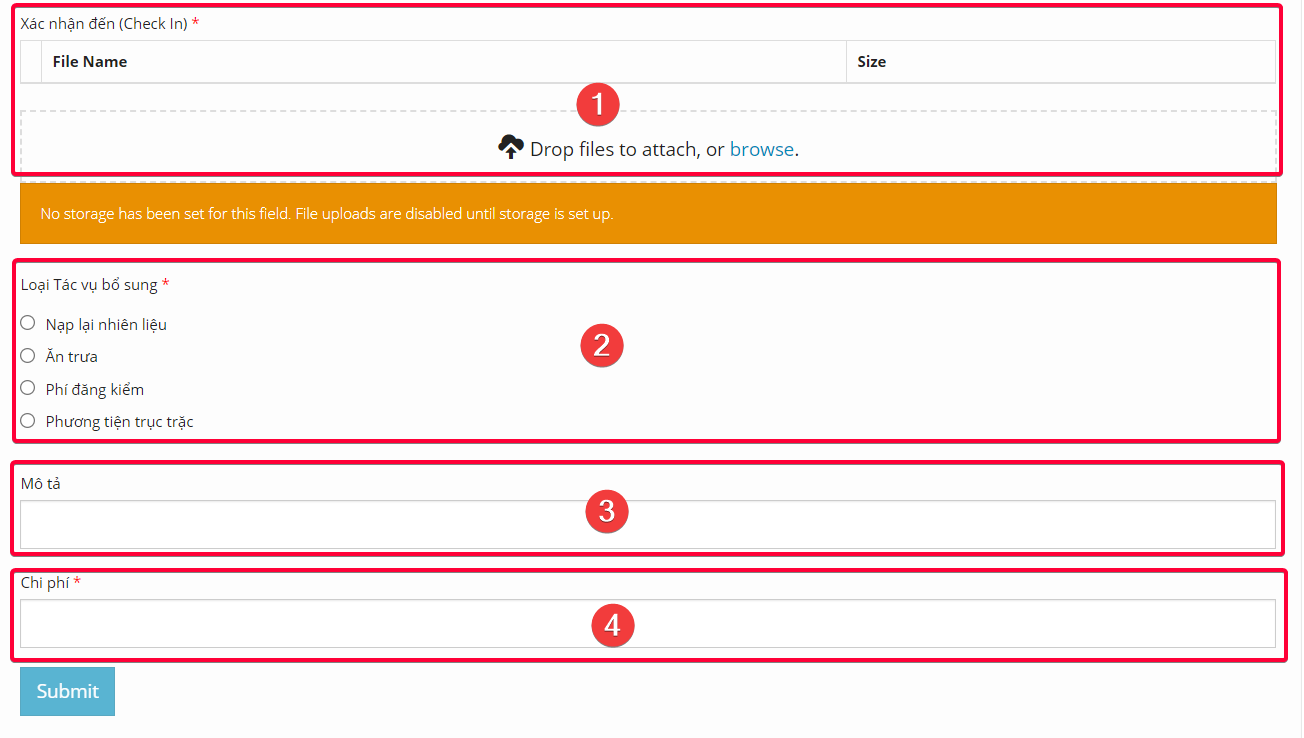 Xác nhận đến (Check In) *
File Name Size
1
Drop files to attach, or browse.
No storage has been set for this field. File uploads are disabled until storage is set up.
Loại Tác vụ bổ sung *
Nạp lại nhiên liệu
2
Ăn trưa
Phí đăng kiểm
Phương tiện trục trặc
Mô tả
3
Chi phí *
4
Submit